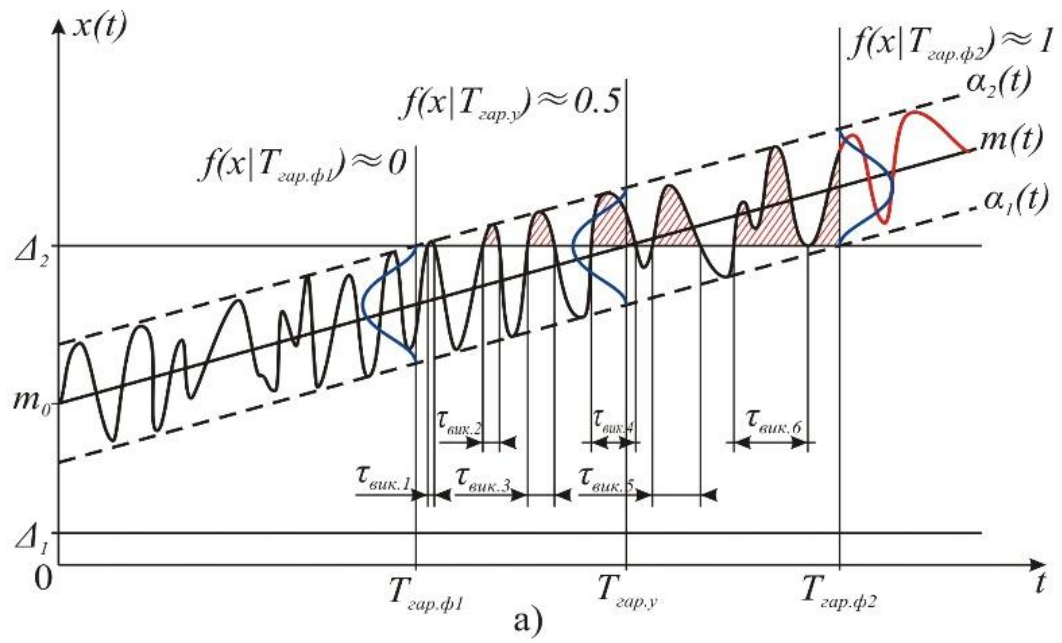 x(t)
f(x|T_гар.ф2)≈1
α₂(t)
f(x|T_гар.у)≈0.5
m(t)
f(x|T_гар.ф1)≈0
α₁(t)
Δ₂
m₀
τ_вик.2 τ_вик.4 τ_вик.6
τ_вик.1 τ_вик.3 τ_вик.5
Δ₁
0 T_гар.ф1 T_гар.у T_гар.ф2 t
а)